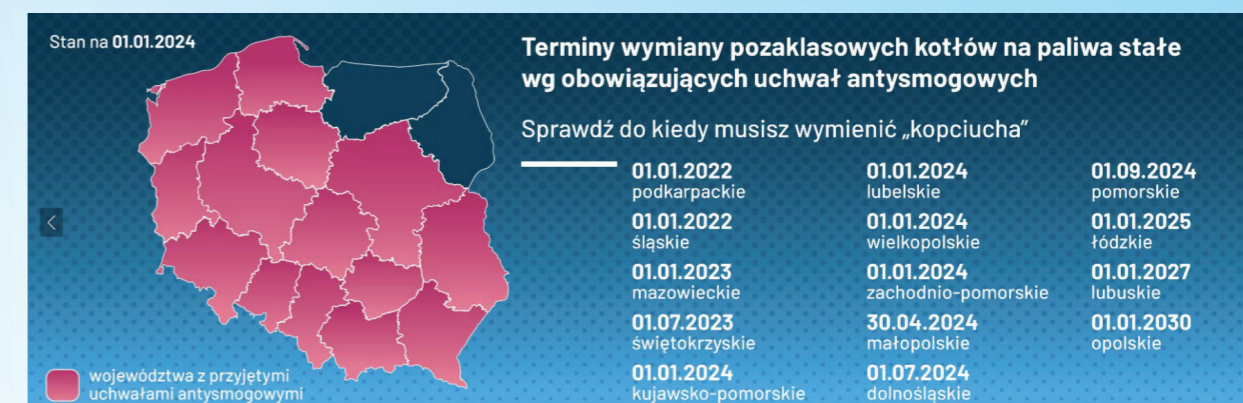 Stan na 01.01.2024
Terminy wymiany pozaklasowych kotłów na paliwa stałe
wg obowiązujących uchwał antysmogowych
Sprawdź do kiedy musisz wymienić „kopciucha”
01.01.2022
podkarpackie
01.01.2022
śląskie
01.01.2023
mazowieckie
01.07.2023
świętokrzyskie
01.01.2024
kujawsko-pomorskie
01.01.2024
lubelskie
01.01.2024
wielkopolskie
01.01.2024
zachodnio-pomorskie
30.04.2024
małopolskie
01.07.2024
dolnośląskie
01.09.2024
pomorskie
01.01.2025
łódzkie
01.01.2027
lubuskie
01.01.2030
opolskie
województwa z przyjętymi
uchwałami antysmogowymi